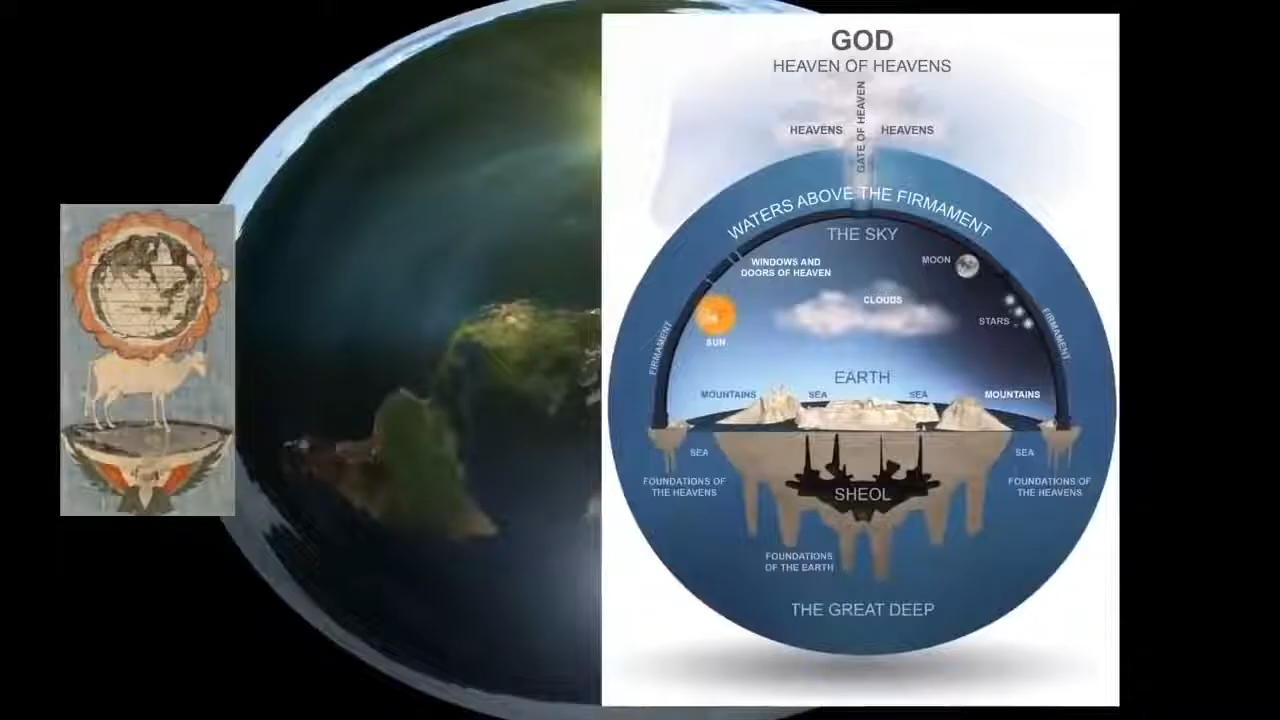 GOD
HEAVEN OF HEAVENS
GATE OF HEAVEN
HEAVENS
HEAVENS
WATERS ABOVE THE FIRMAMENT
THE SKY
WINDOWS AND
DOORS OF HEAVEN
MOON
CLOUDS
STARS
SUN
FIRMAMENT
FIRMAMENT
EARTH
MOUNTAINS
SEA
SEA
MOUNTAINS
SEA
SEA
FOUNDATIONS OF
THE HEAVENS
FOUNDATIONS OF
THE HEAVENS
SHEOL
FOUNDATIONS
OF THE EARTH
THE GREAT DEEP